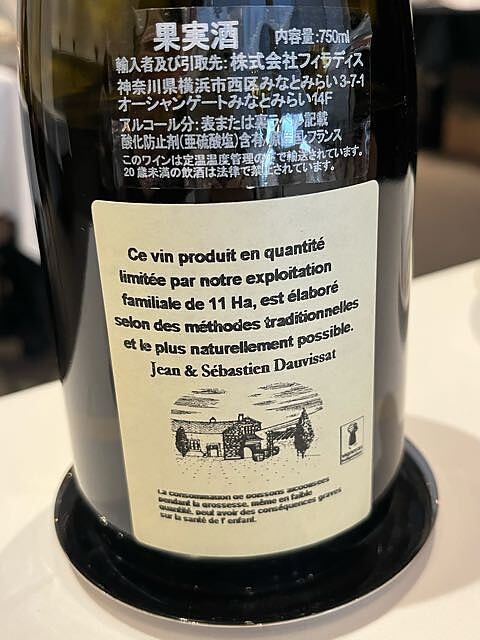 果実酒 内容量:750ml
輸入者及び引取先: 株式会社フィラディス
神奈川県横浜市西区みなとみらい3-7-1
オーシャンゲートみなとみらい14F
アルコール分: 表または裏ラベル記載
酸化防止剤(亜硫酸塩)含有 原産国:フランス
このワインは定温温度管理の下で輸送されています。
20歳未満の飲酒は法律で禁止されています。
Ce vin produit en quantité
limitée par notre exploitation
familiale de 11 Ha, est élaboré
selon des méthodes traditionnelles
et le plus naturellement possible.
Jean & Sébastien Dauvissat
La consommation de boissons alcoolisées
pendant la grossesse, même en faible
quantité, peut avoir des conséquences graves
sur la santé de l' enfant.